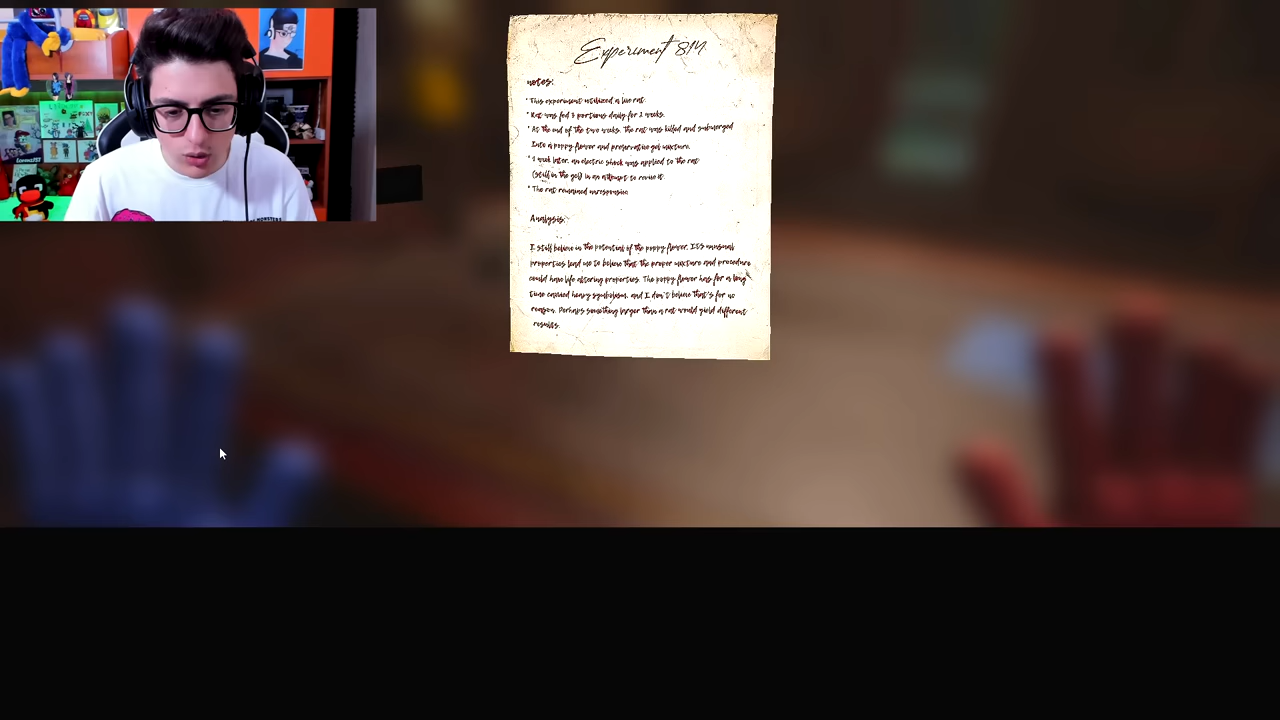 Experiment 814
notes:
* This experiment utilized a live rat.
* Rat was fed 3 portions daily for 2 weeks.
* At the end of the two weeks, the rat was killed and submerged
Into a poppy flower and preservative gel mixture.
* 1 week later, an electric shock was applied to the rat
(still in the gel) in an attempt to revive it.
* The rat remained unresponsive
Analysis:
I still believe in the potential of the poppy flower. It's unusual
properties lead me to believe that the proper mixture and procedure
could have life altering properties. The poppy flower has for a long
time carried heavy symbolism, and I don't believe that's for no
reason. Perhaps something larger than a rat would yield different
results.